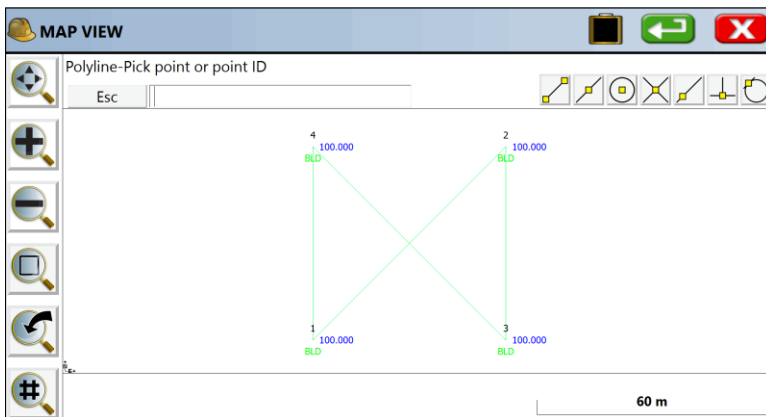 MAP VIEW
Polyline-Pick point or point ID
Esc
4 2
100.000 100.000
BLD BLD
1 3
100.000 100.000
BLD BLD
60 m